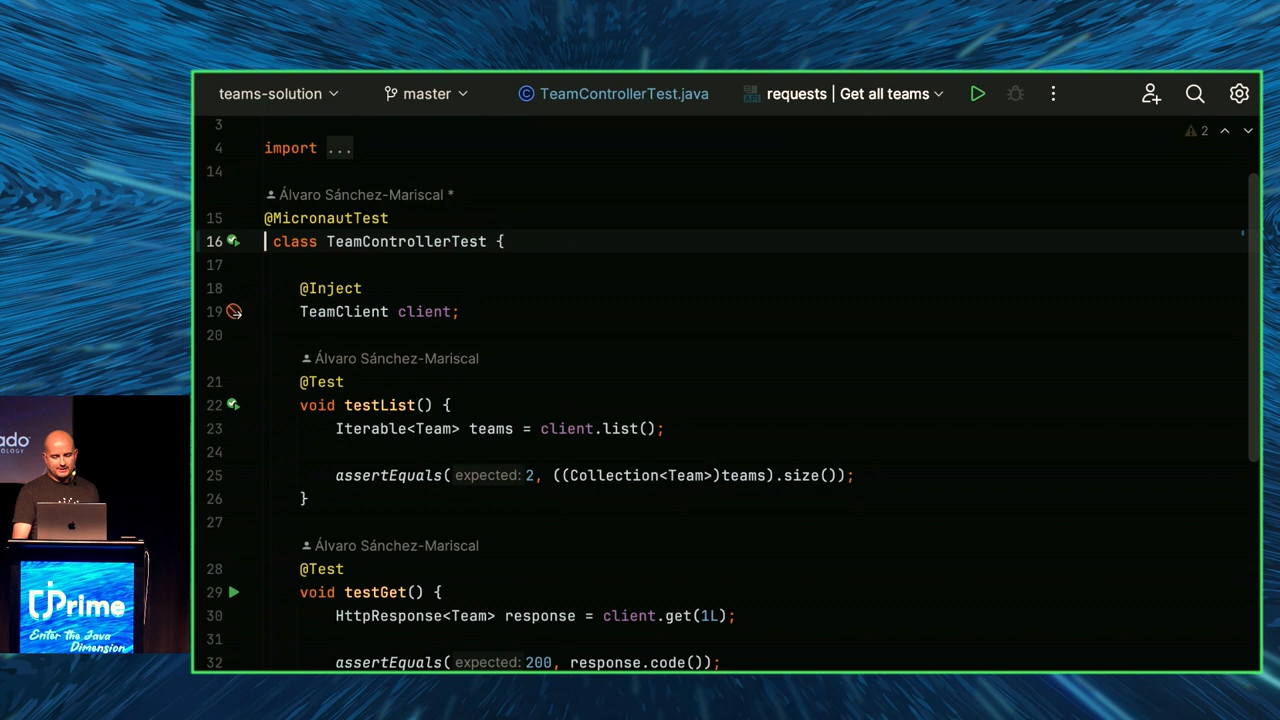 teams-solution master TeamControllerTest.java requests | Get all teams
3
2
4 import ...
14
Álvaro Sánchez-Mariscal *
15 @MicronautTest
16 class TeamControllerTest {
17
18 @Inject
19 TeamClient client;
20
Álvaro Sánchez-Mariscal
21 @Test
22 void testList() {
23 Iterable<Team> teams = client.list();
24
25 assertEquals( expected: 2, ((Collection<Team>)teams).size());
26 }
27
Álvaro Sánchez-Mariscal
28 @Test
29 void testGet() {
30 HttpResponse<Team> response = client.get(1L);
31
32 assertEquals( expected: 200, response.code());
ado
OLOGY
jPrime
Enter the Java
Dimension